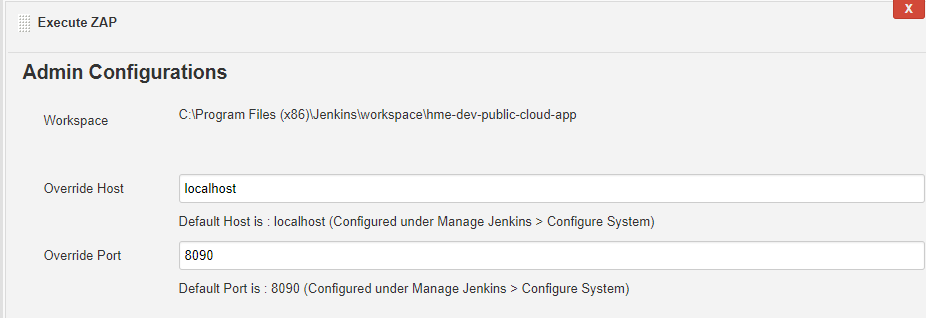 X
Execute ZAP
Admin Configurations
Workspace C:\Program Files (x86)\Jenkins\workspace\hme-dev-public-cloud-app
Override Host localhost
Default Host is : localhost (Configured under Manage Jenkins > Configure System)
Override Port 8090
Default Port is : 8090 (Configured under Manage Jenkins > Configure System)